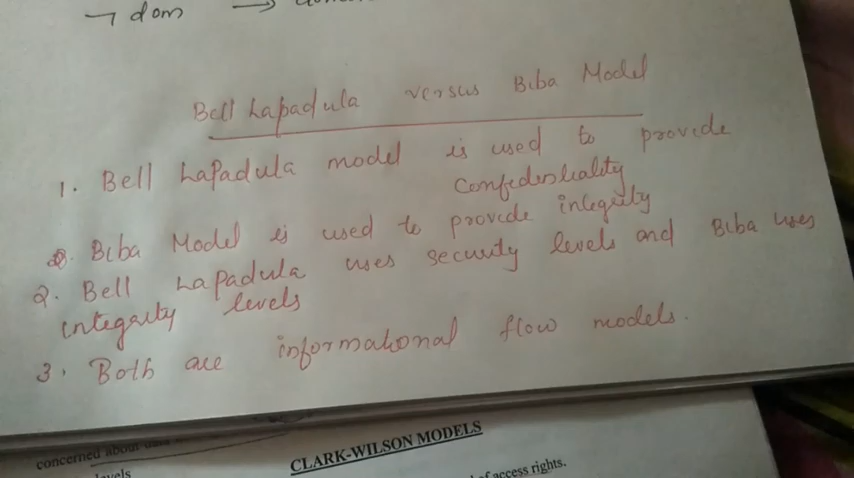 → dom →
Bell Lapadula versus Biba Model
1. Bell LaPadula model is used to provide
Confidentiality
Biba Model is used to provide integrity
2. Bell LaPadula uses security levels and Biba uses
integrity levels
3. Both are informational flow models.
concerned about data
CLARK-WILSON MODELS
levels
of access rights.